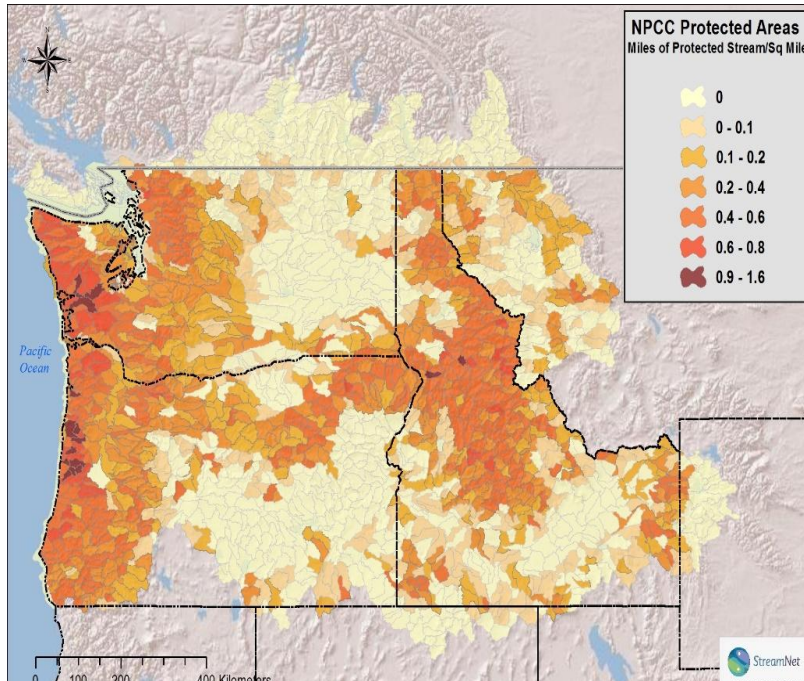 NPCC Protected Areas
Miles of Protected Stream/Sq Mile
0
0 - 0.1
0.1 - 0.2
0.2 - 0.4
0.4 - 0.6
0.6 - 0.8
0.9 - 1.6
N
W
E
S
Pacific
Ocean
0 100 200 400 Kilometers
StreamNet